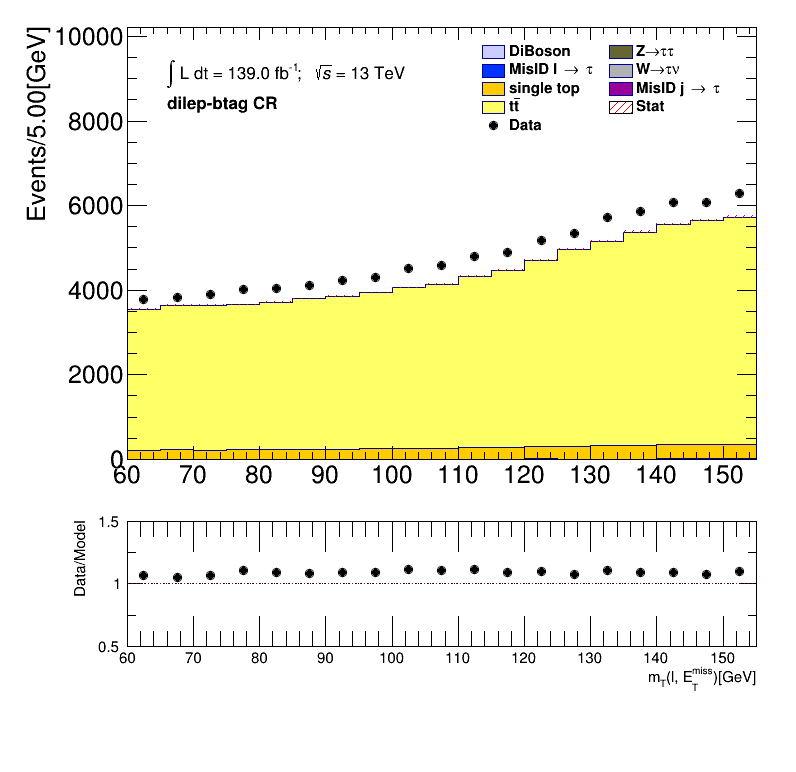 Events/5.00[GeV]
10000
8000
6000
4000
2000
0
∫ L dt = 139.0 fb⁻¹; √s = 13 TeV
dilep-btag CR
DiBoson
MisID l → τ
single top
tt̄
Data
Z→ττ
W→τν
MisID j → τ
Stat
60 70 80 90 100 110 120 130 140 150
Data/Model
1.5
1
0.5
60 70 80 90 100 110 120 130 140 150
m_T(l, E_T^miss)[GeV]